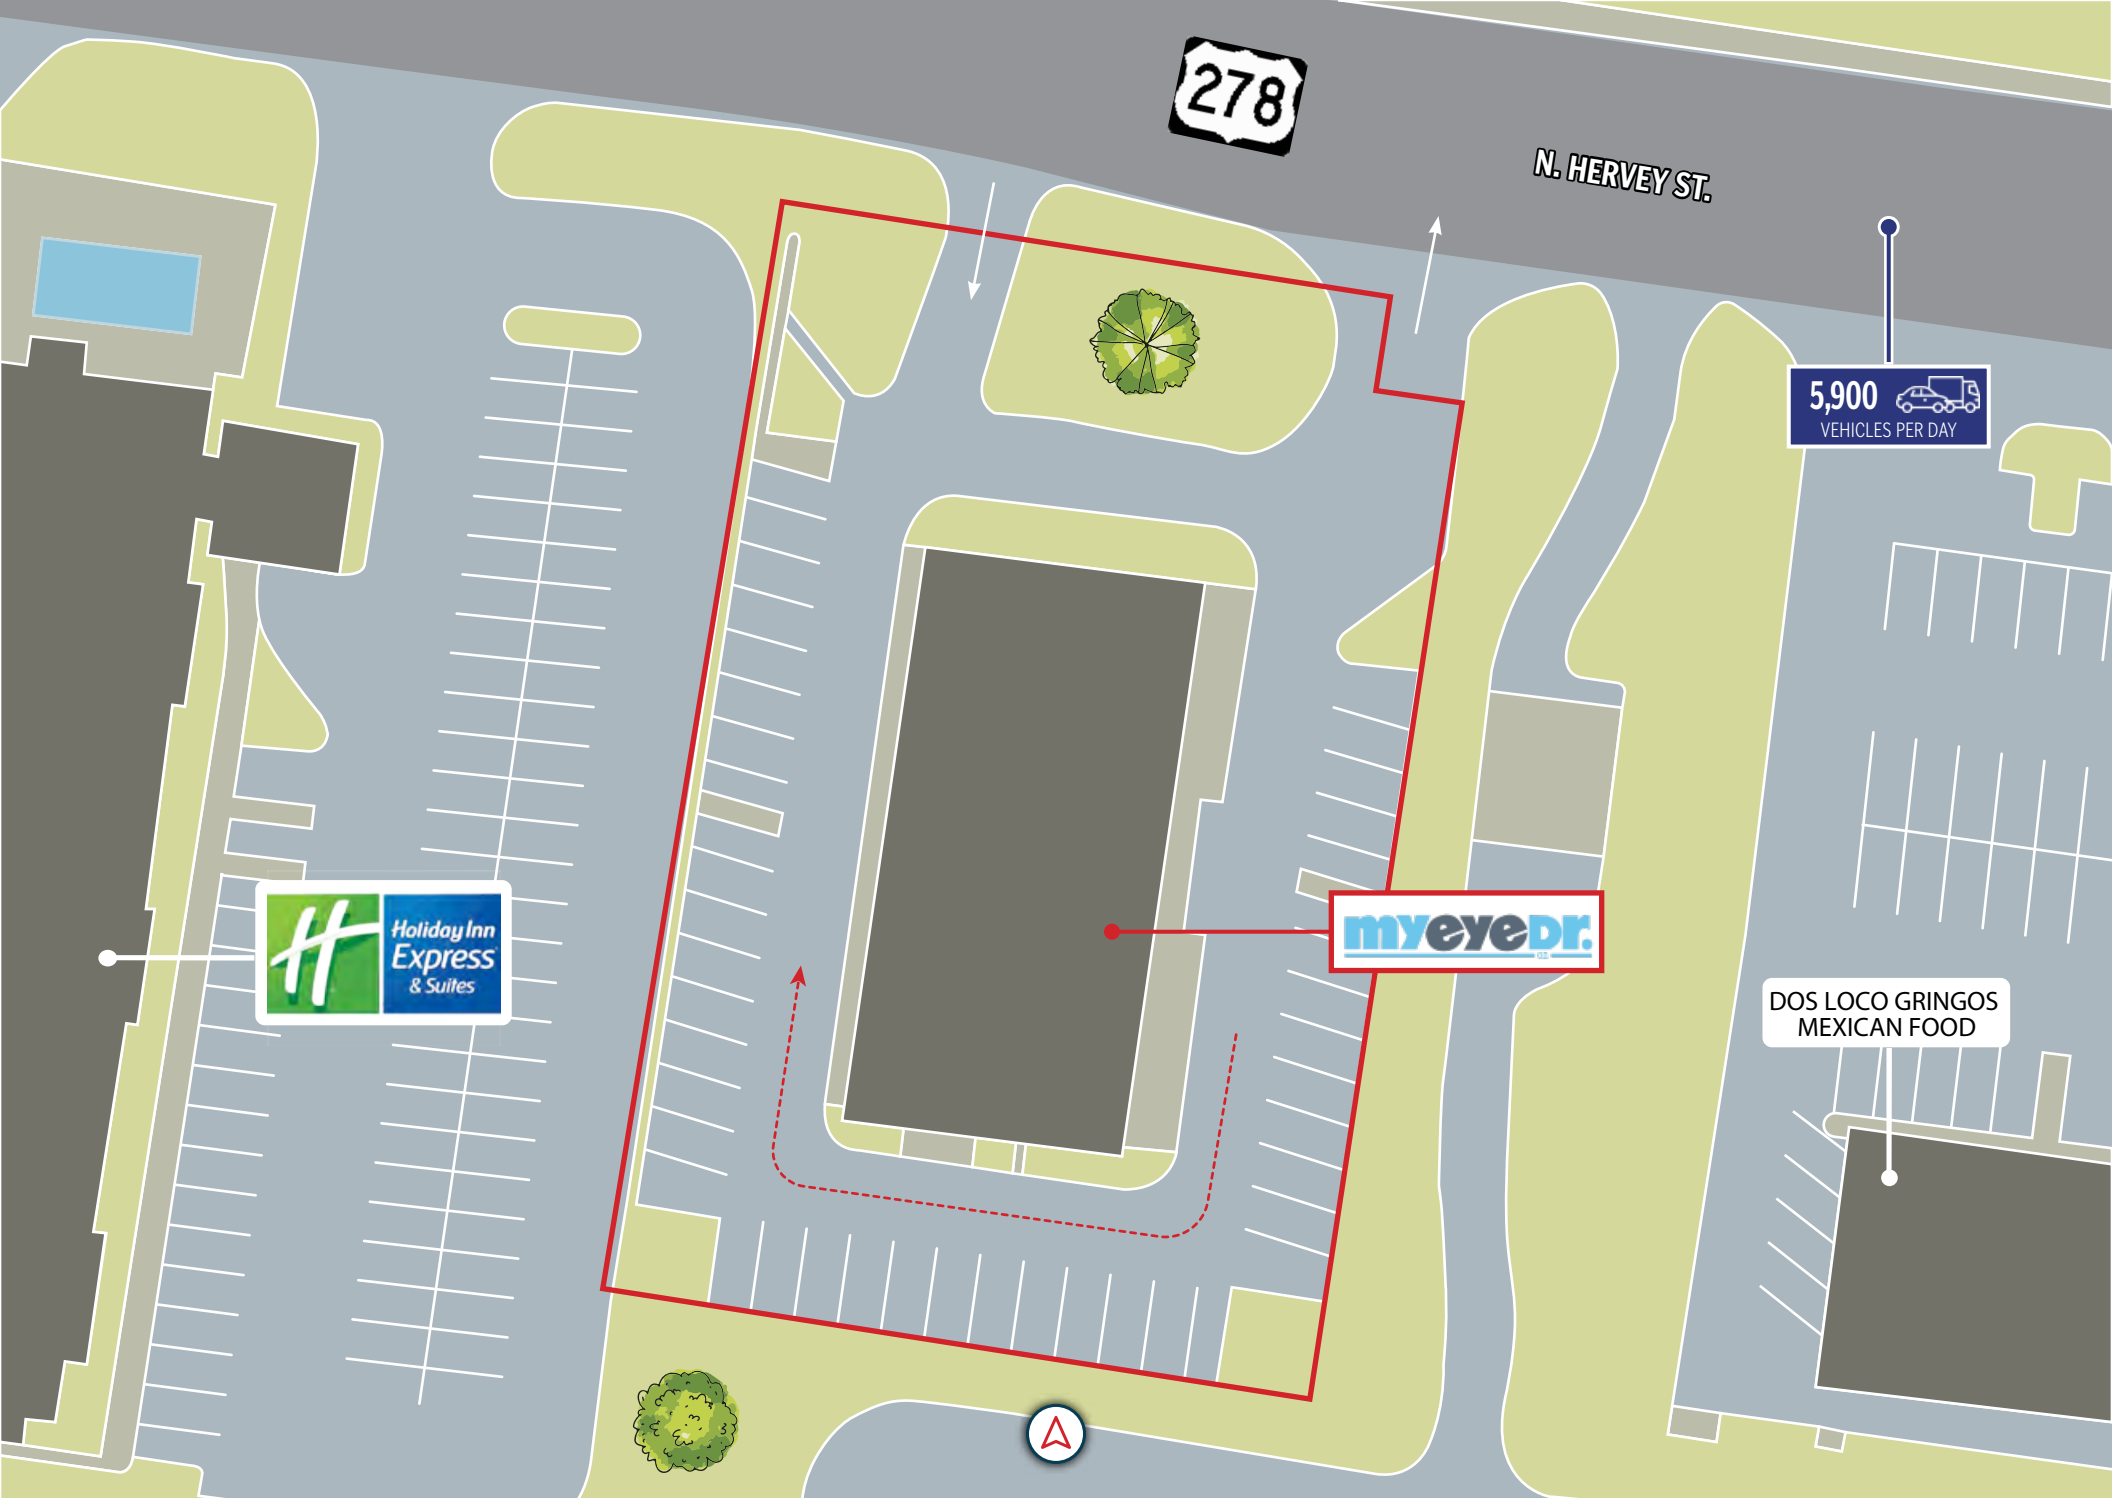 278
N. HERVEY ST.
5,900
VEHICLES PER DAY
Holiday Inn
Express
& Suites
myeyeDr.
DOS LOCO GRINGOS
MEXICAN FOOD